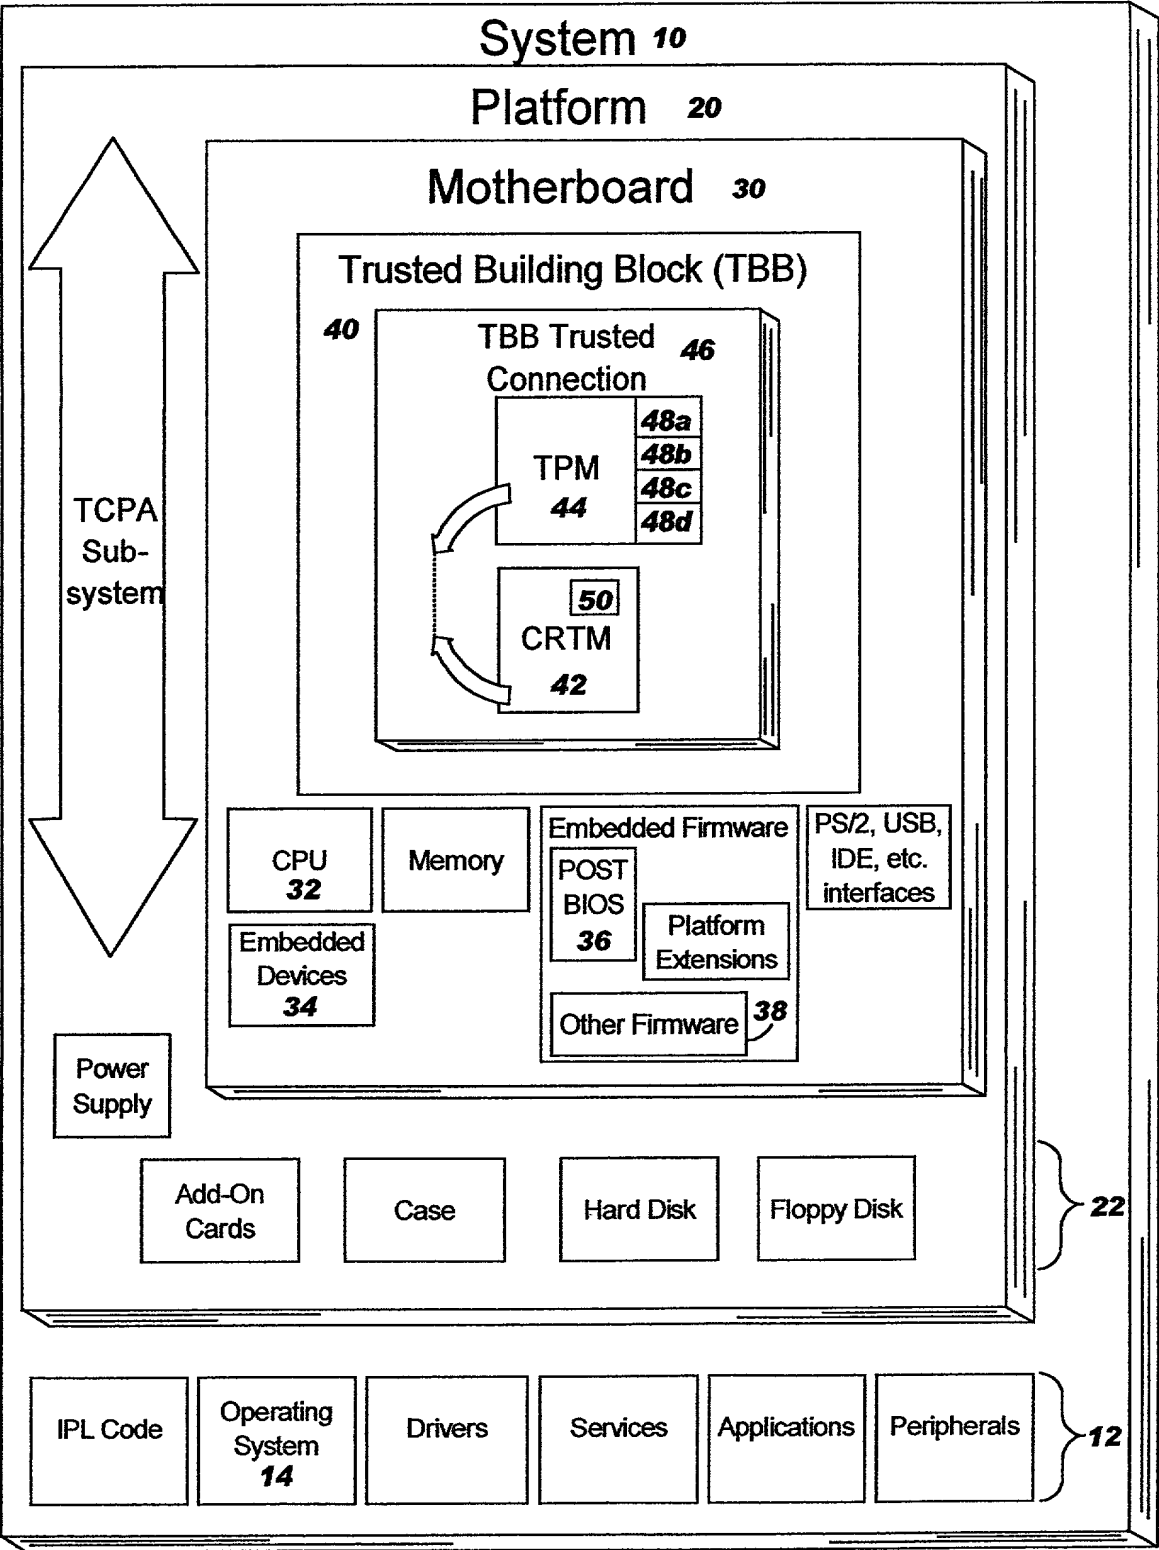 System 10
Platform 20
Motherboard 30
Trusted Building Block (TBB)
40
TBB Trusted
Connection
46
TPM
44
48a
48b
48c
48d
50
CRTM
42
TCPA
Sub-
system
CPU
32
Memory
Embedded Firmware
POST
BIOS
36
Platform
Extensions
Other Firmware
38
PS/2, USB,
IDE, etc.
interfaces
Embedded
Devices
34
Power
Supply
Add-On
Cards
Case
Hard Disk
Floppy Disk
22
IPL Code
Operating
System
14
Drivers
Services
Applications
Peripherals
12